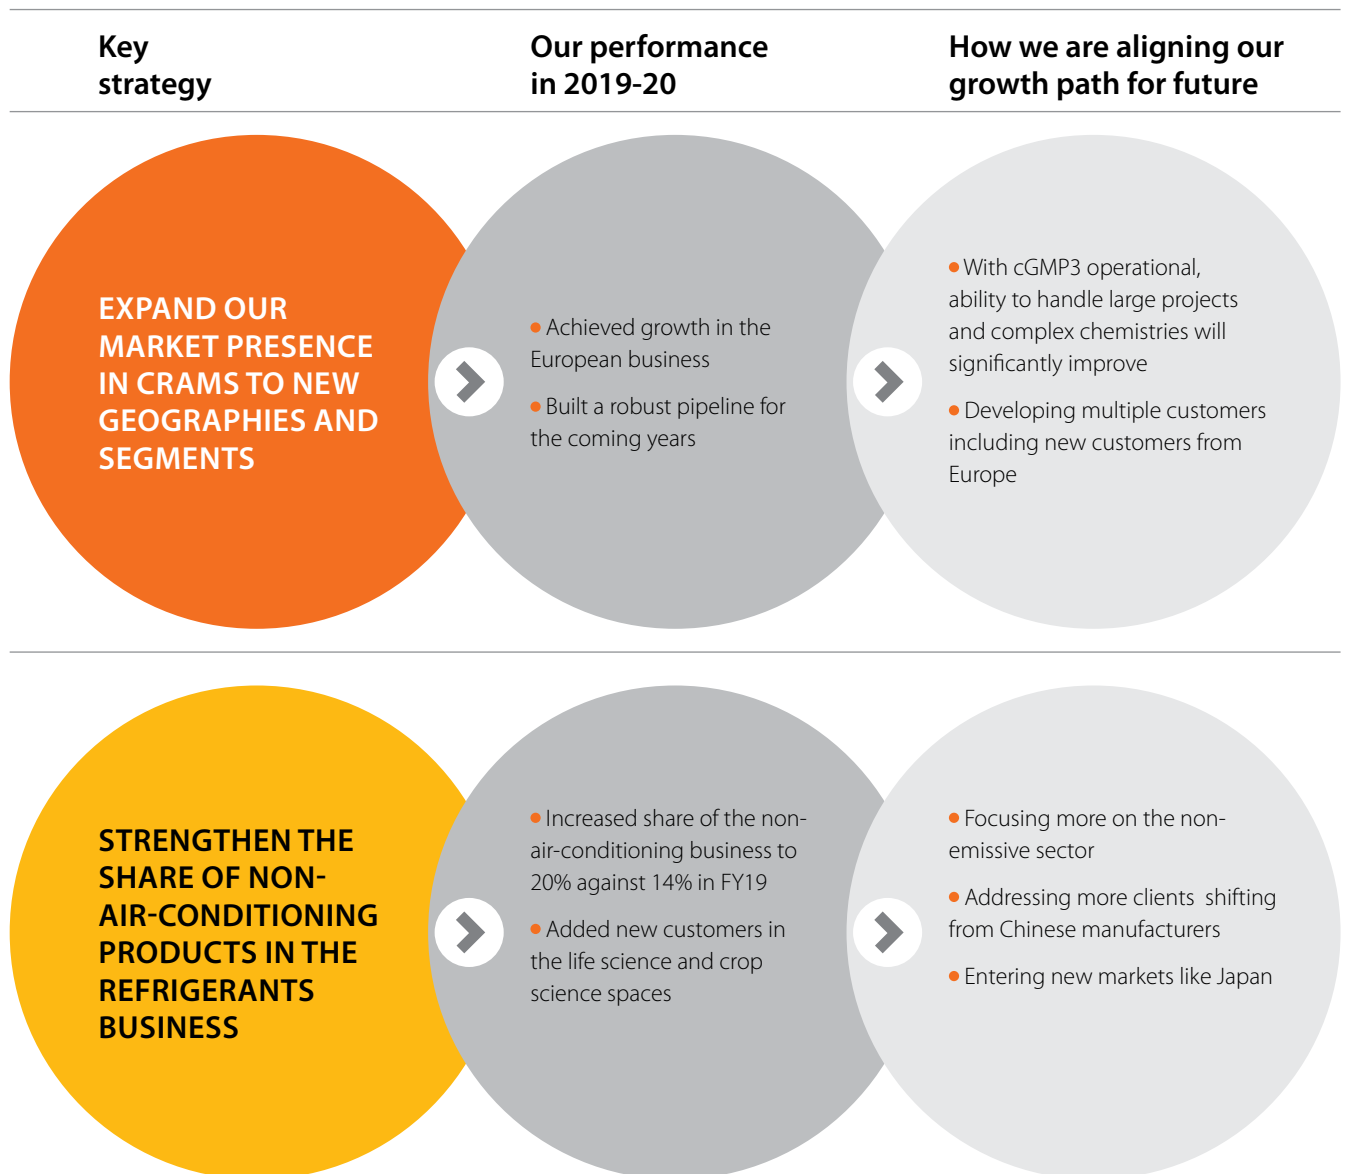 Key
strategy
Our performance
in 2019-20
How we are aligning our
growth path for future
EXPAND OUR
MARKET PRESENCE
IN CRAMS TO NEW
GEOGRAPHIES AND
SEGMENTS
• Achieved growth in the
European business
• Built a robust pipeline for
the coming years
• With cGMP3 operational,
ability to handle large projects
and complex chemistries will
significantly improve
• Developing multiple customers
including new customers from
Europe
STRENGTHEN THE
SHARE OF NON-
AIR-CONDITIONING
PRODUCTS IN THE
REFRIGERANTS
BUSINESS
• Increased share of the non-
air-conditioning business to
20% against 14% in FY19
• Added new customers in
the life science and crop
science spaces
• Focusing more on the non-
emissive sector
• Addressing more clients shifting
from Chinese manufacturers
• Entering new markets like Japan